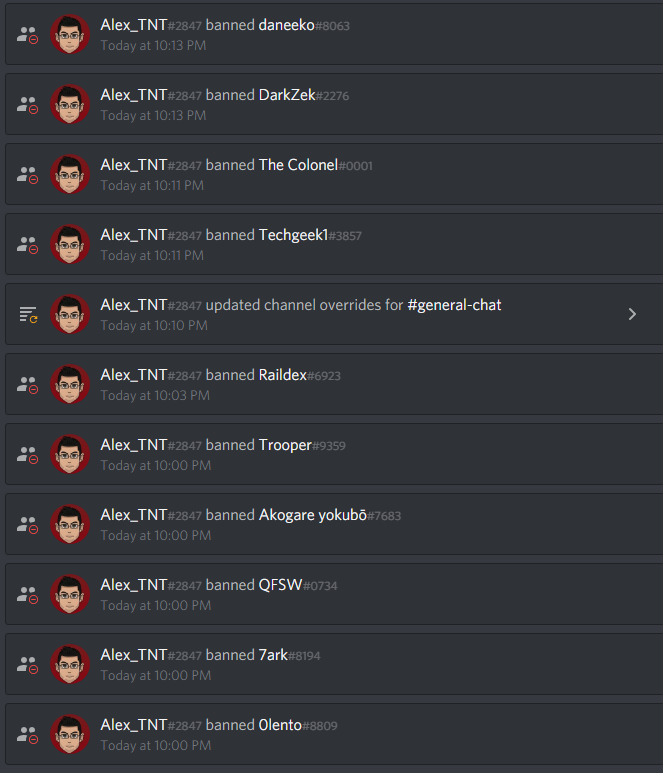 Alex_TNT#2847 banned daneeko#8063
Today at 10:13 PM
Alex_TNT#2847 banned DarkZek#2276
Today at 10:13 PM
Alex_TNT#2847 banned The Colonel#0001
Today at 10:11 PM
Alex_TNT#2847 banned Techgeek1#3857
Today at 10:11 PM
Alex_TNT#2847 updated channel overrides for #general-chat
Today at 10:10 PM
Alex_TNT#2847 banned Raildex#6923
Today at 10:03 PM
Alex_TNT#2847 banned Trooper#9359
Today at 10:00 PM
Alex_TNT#2847 banned Akogare yokubō#7683
Today at 10:00 PM
Alex_TNT#2847 banned QFSW#0734
Today at 10:00 PM
Alex_TNT#2847 banned 7ark#8194
Today at 10:00 PM
Alex_TNT#2847 banned 0lento#8809
Today at 10:00 PM